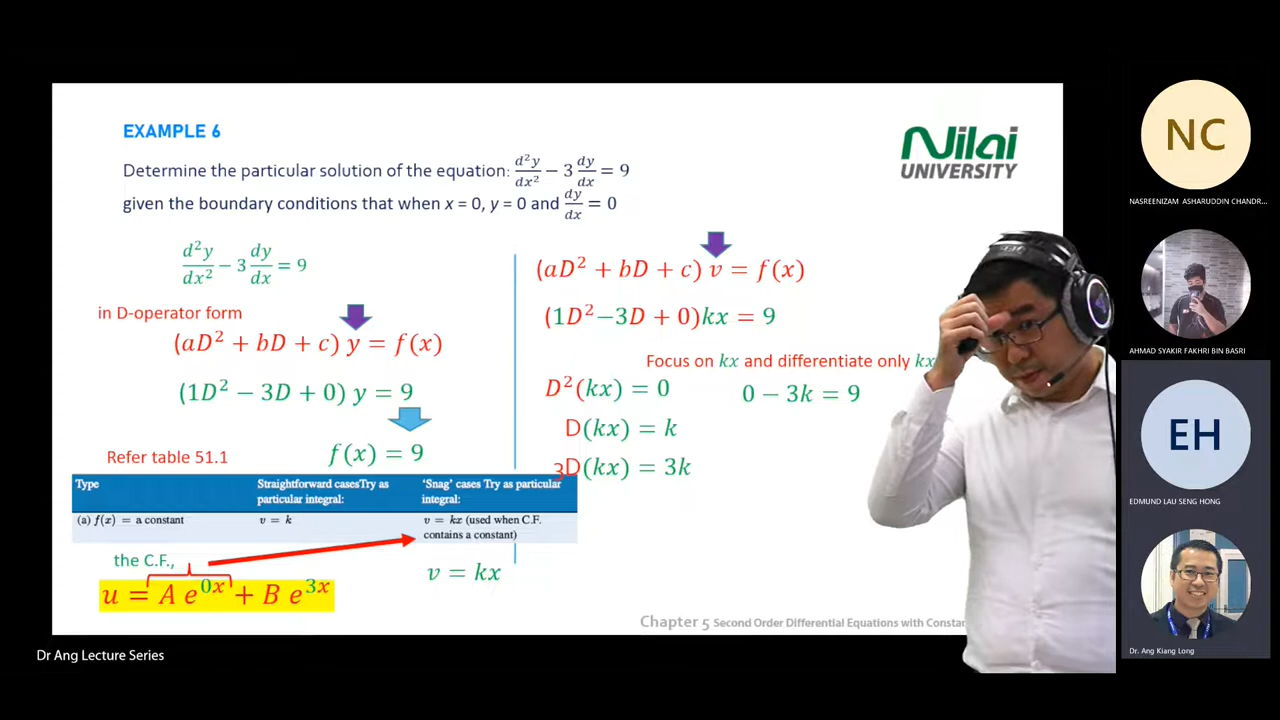 EXAMPLE 6
Nilai
UNIVERSITY
Determine the particular solution of the equation: d²y/dx² − 3 dy/dx = 9
given the boundary conditions that when x = 0, y = 0 and dy/dx = 0
d²y/dx² − 3 dy/dx = 9
in D-operator form
(aD² + bD + c) y = f(x)
(1D² − 3D + 0) y = 9
f(x) = 9
Refer table 51.1
Type
Straightforward casesTry as particular integral:
'Snag' cases Try as particular integral:
(a) f(x) = a constant
v = k
v = kx (used when C.F. contains a constant)
the C.F.,
u = A e^0x + B e^3x
v = kx
(aD² + bD + c) v = f(x)
(1D²−3D + 0)kx = 9
Focus on kx and differentiate only kx
D²(kx) = 0
0 − 3k = 9
D(kx) = k
3D(kx) = 3k
Chapter 5 Second Order Differential Equations with Constan
Dr Ang Lecture Series
NC
NASREENIZAM ASHARUDDIN CHANDR...
AHMAD SYAKIR FAKHRI BIN BASRI
EH
EDMUND LAU SENG HONG
Dr. Ang Kiang Long